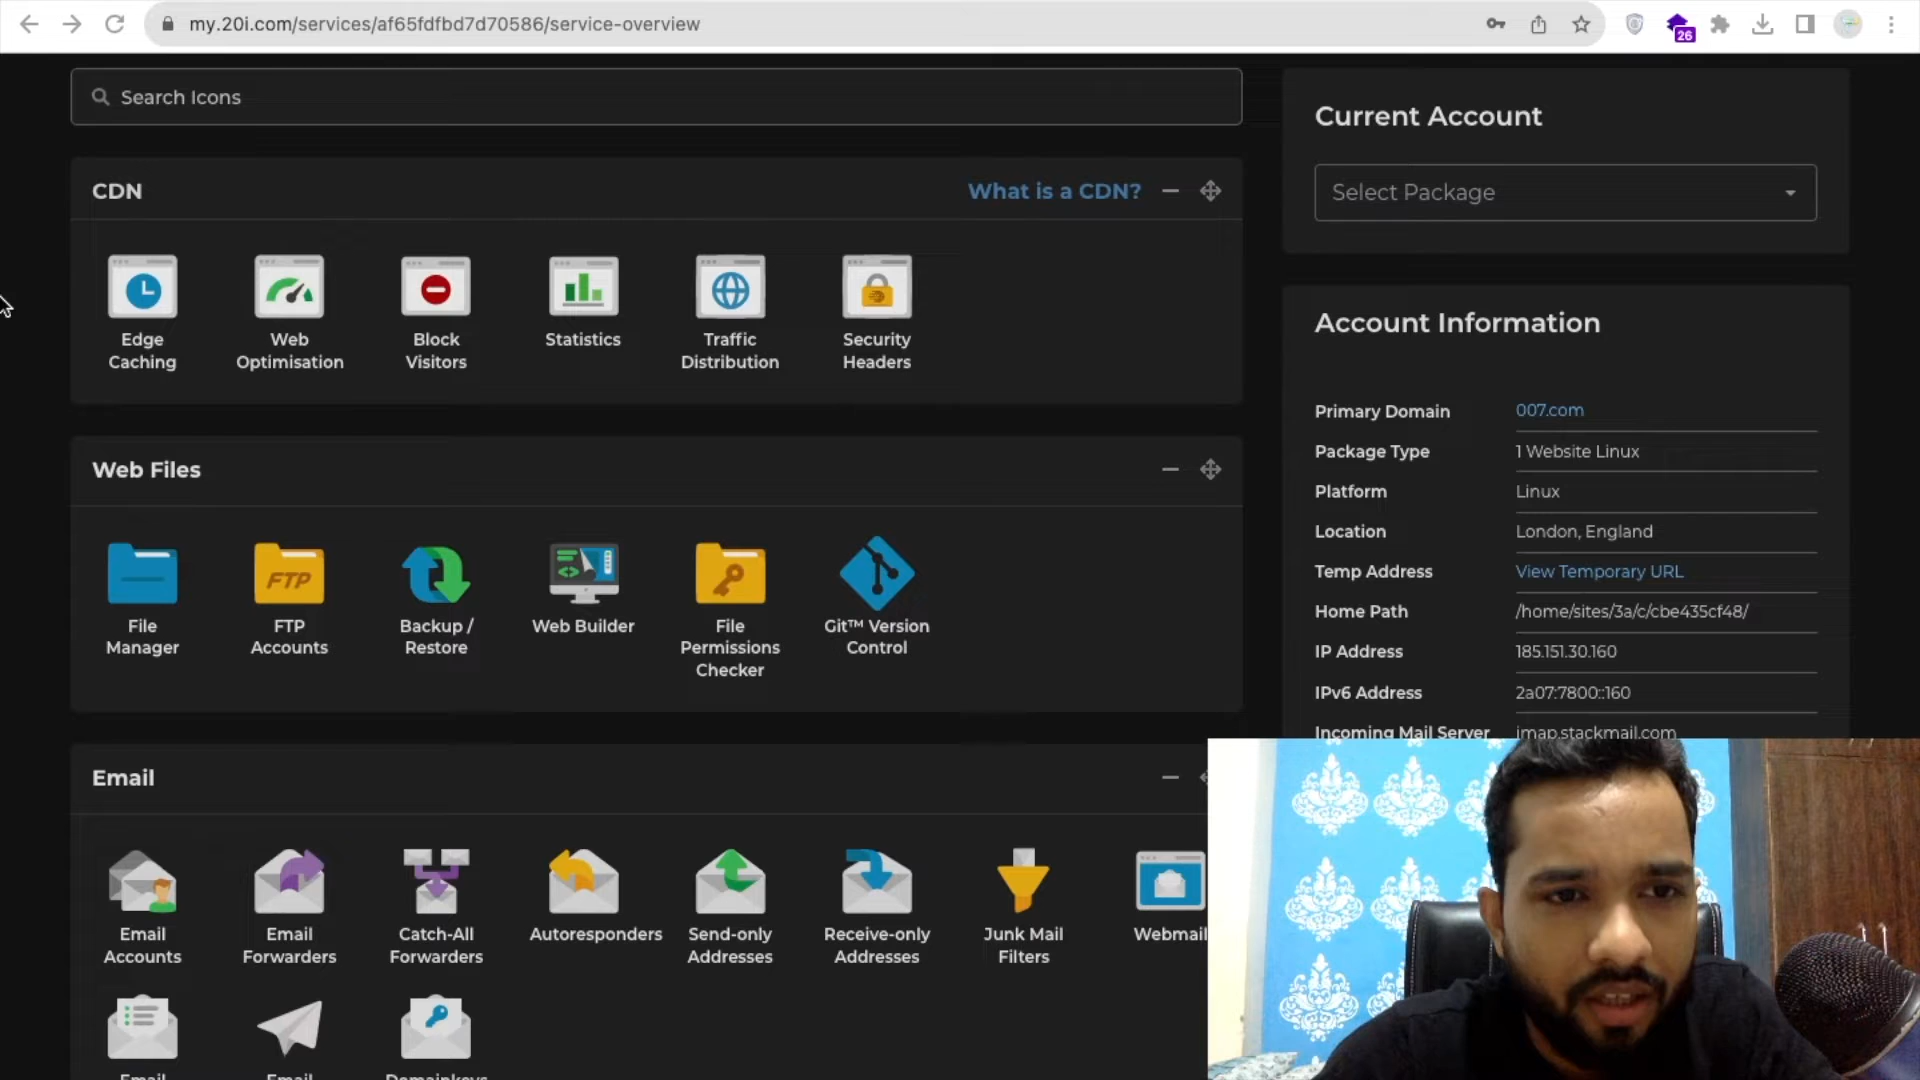 my.20i.com/services/af65fdfbd7d70586/service-overview
26
Search Icons
CDN
What is a CDN?
Edge
Caching
Web
Optimisation
Block
Visitors
Statistics
Traffic
Distribution
Security
Headers
Web Files
File
Manager
FTP
FTP
Accounts
Backup /
Restore
Web Builder
File
Permissions
Checker
Git™ Version
Control
Email
Email
Accounts
Email
Forwarders
Catch-All
Forwarders
Autoresponders
Send-only
Addresses
Receive-only
Addresses
Junk Mail
Filters
Webmail
Email
Email
Domainkeys
Current Account
Select Package
Account Information
Primary Domain 007.com
Package Type 1 Website Linux
Platform Linux
Location London, England
Temp Address View Temporary URL
Home Path /home/sites/3a/c/cbe435cf48/
IP Address 185.151.30.160
IPv6 Address 2a07:7800::160
Incoming Mail Server imap.stackmail.com